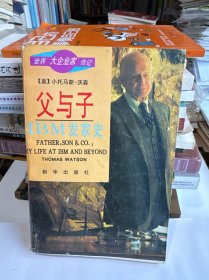 世界大企业家传记
【美】小托马斯·沃森
父与子
IBM发家史
FATHER, SON & CO.:
MY LIFE AT IBM AND BEYOND
THOMAS WATSON
新华出版社